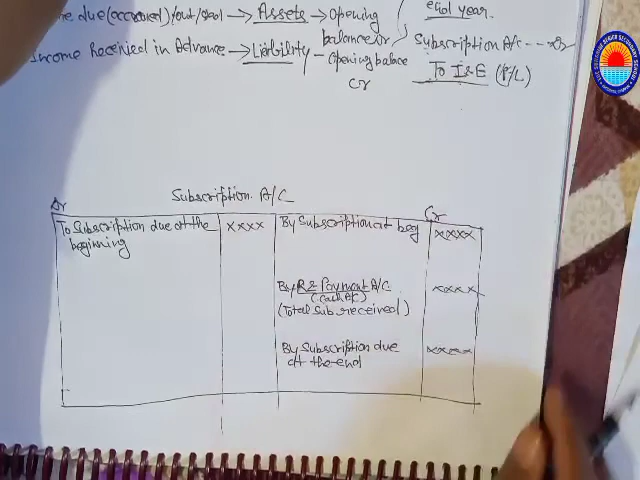 due(accrued)/out/stand → Assets → Opening
balance Dr
Income Received in Advance → Liability - Opening balance
Cr
end year.
Subscription A/C -- Dr
To I & E (P/L)
Subscription A/C
Dr
Cr
To Subscription due at the
beginning
xxxx
By Subscription at beg
xxxx
By R & Payment A/C
(Cash A/C)
(Total Sub. received)
xxxx
By Subscription due
at the end
xxxx